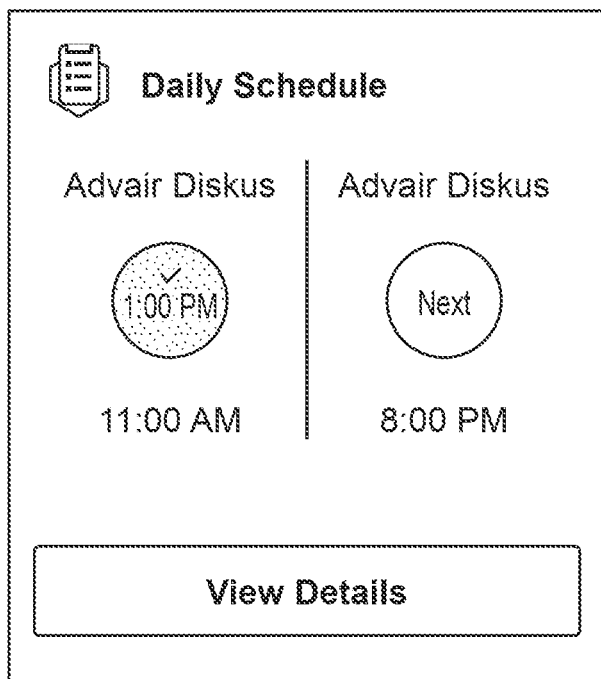 Daily Schedule
Advair Diskus
1:00 PM
11:00 AM
Advair Diskus
Next
8:00 PM
View Details